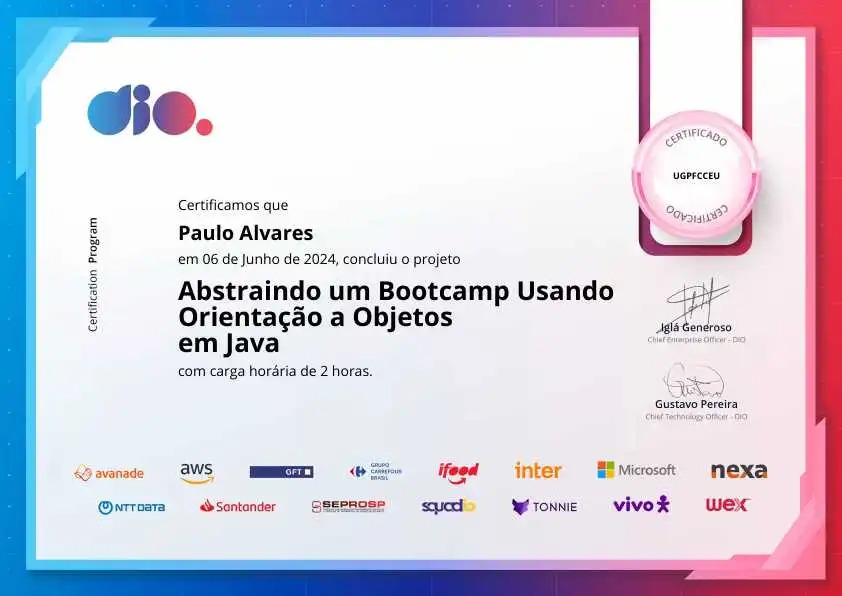 dio.
CERTIFICADO
UGPFCCEU
CERTIFICADO
Certification Program
Certificamos que
Paulo Alvares
em 06 de Junho de 2024, concluiu o projeto
Abstraindo um Bootcamp Usando
Orientação a Objetos
em Java
com carga horária de 2 horas.
Iglá Generoso
Chief Enterprise Officer - DIO
Gustavo Pereira
Chief Technology Officer - DIO
avanade
aws
GFT
GRUPO
CARREFOUR
BRASIL
ifood
inter
Microsoft
nexa
NTT DATA
Santander
SEPROSP
squadio
TONNIE
vivo
wex